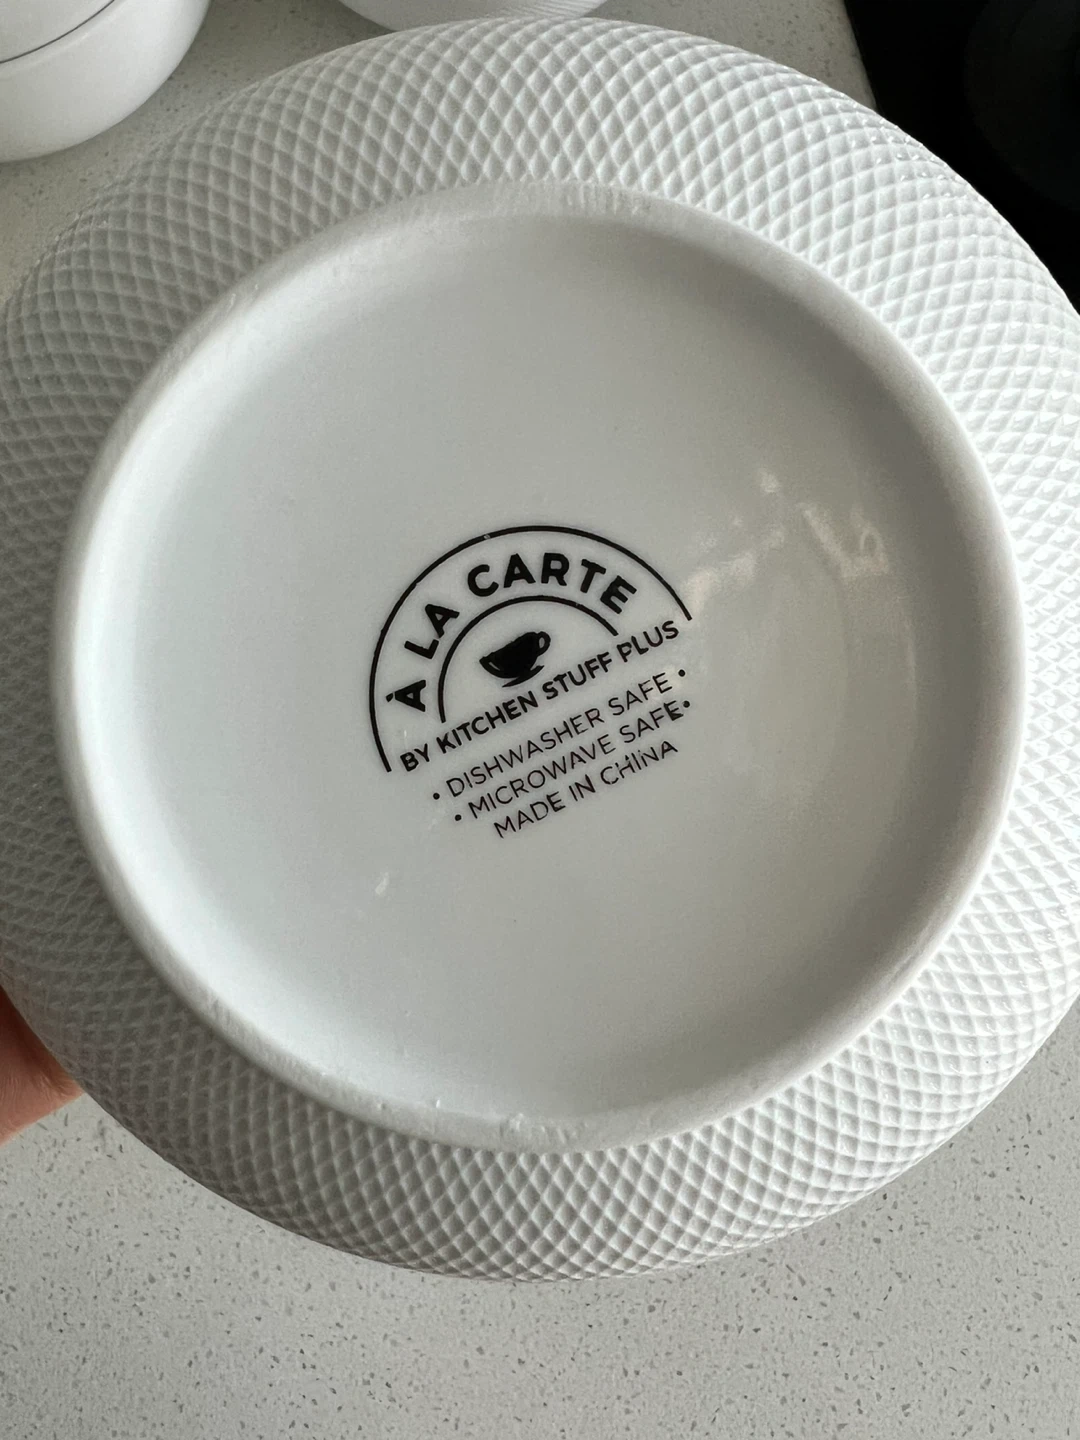 À LA CARTE
BY KITCHEN STUFF PLUS
• DISHWASHER SAFE •
• MICROWAVE SAFE•
MADE IN CHINA